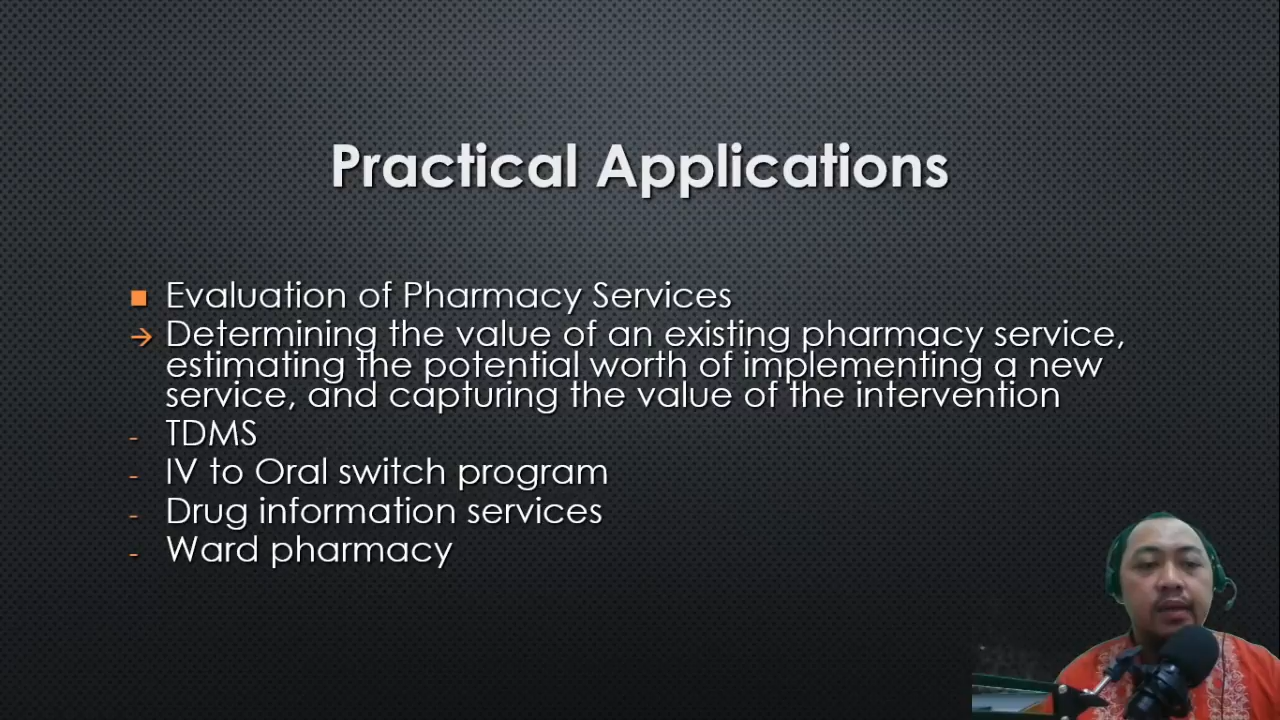 Practical Applications
■ Evaluation of Pharmacy Services
→ Determining the value of an existing pharmacy service,
estimating the potential worth of implementing a new
service, and capturing the value of the intervention
- TDMS
- IV to Oral switch program
- Drug information services
- Ward pharmacy